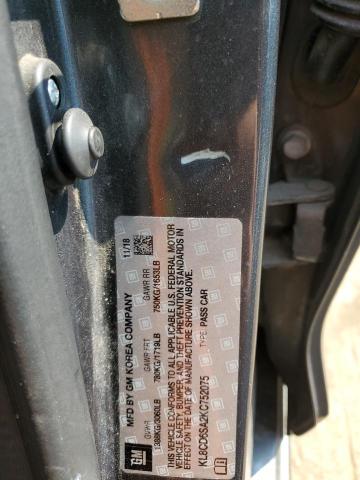 GM
MFD BY GM KOREA COMPANY 11/18
GVWR GAWR FRT GAWR RR
1388KG/3060LB 780KG/1719LB 750KG/1653LB
THIS VEHICLE CONFORMS TO ALL APPLICABLE U.S. FEDERAL MOTOR
VEHICLE SAFETY, BUMPER, AND THEFT PREVENTION STANDARDS IN
EFFECT ON THE DATE OF MANUFACTURE SHOWN ABOVE.
KL8CD6SA2KC752075 TYPE: PASS CAR